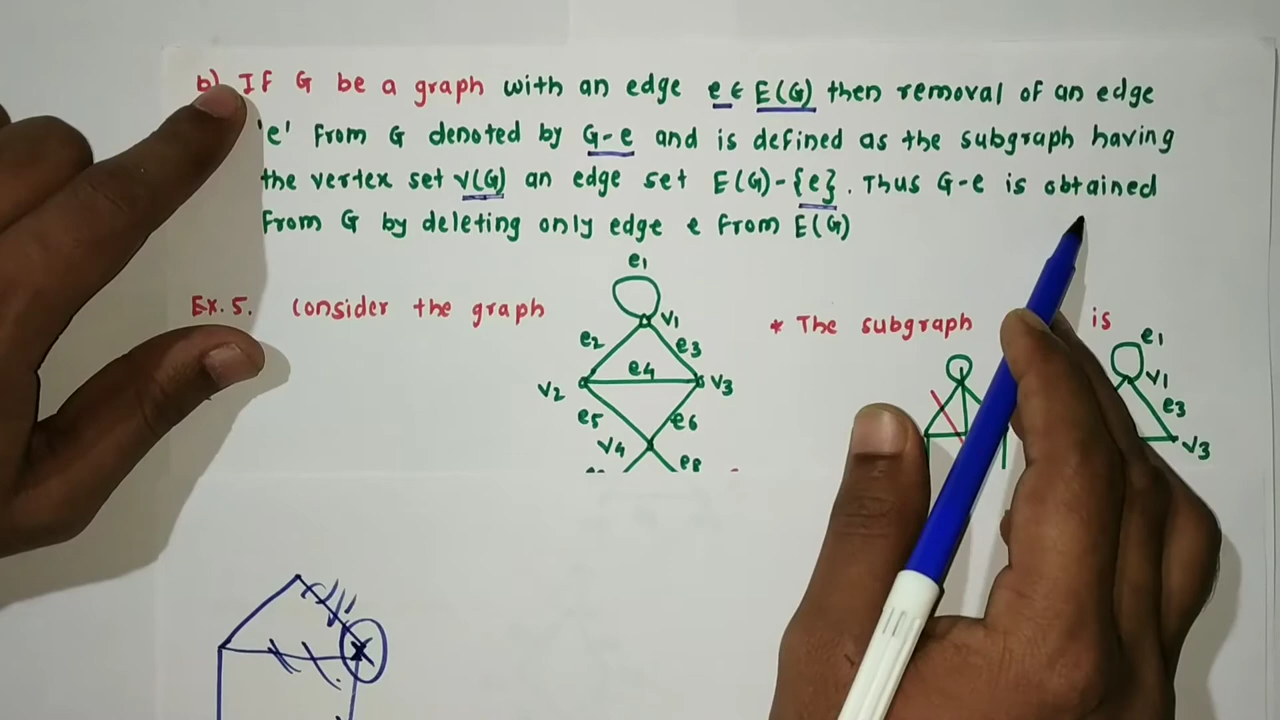 b) If G be a graph with an edge e ∈ E(G) then removal of an edge
'e' from G denoted by G-e and is defined as the subgraph having
the vertex set V(G) an edge set E(G)-{e}. Thus G-e is obtained
from G by deleting only edge e from E(G)
Ex.5. Consider the graph
e1
v1
e2
e3
e4
v2
v3
e5
e6
v4
e8
* The subgraph is
e1
v1
e3
v3